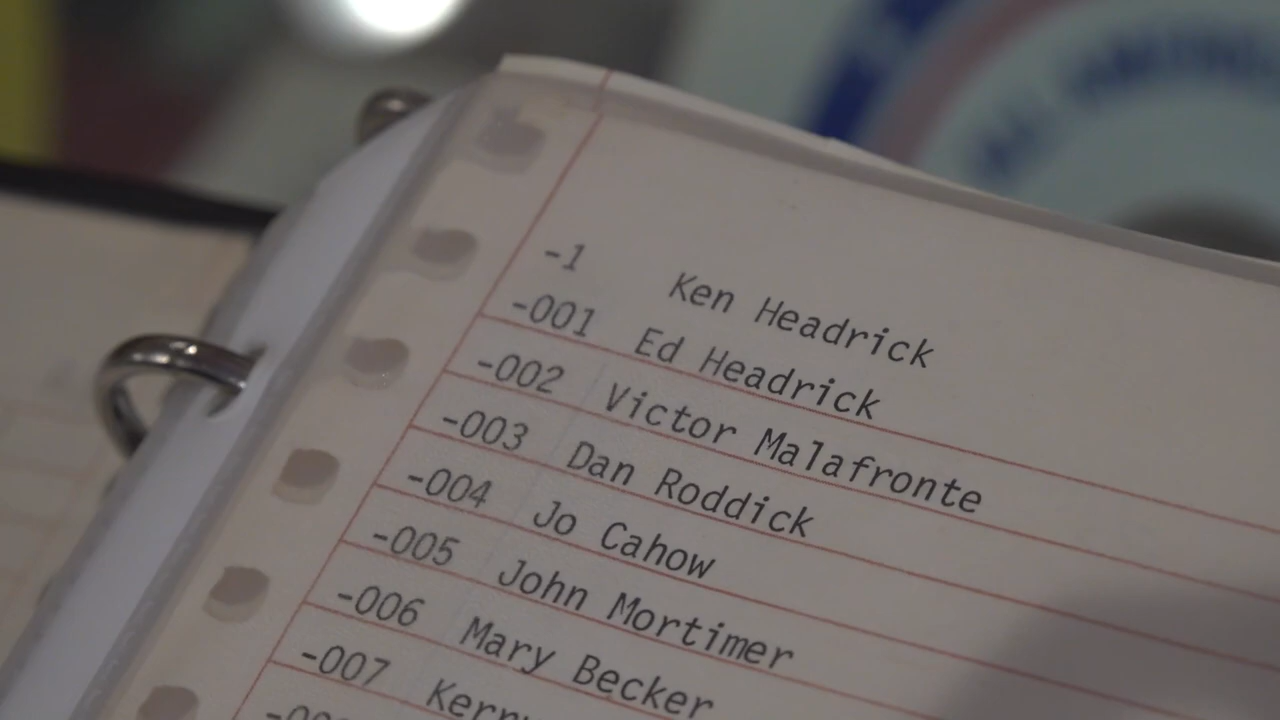 -1 Ken Headrick
-001 Ed Headrick
-002 Victor Malafronte
-003 Dan Roddick
-004 Jo Cahow
-005 John Mortimer
-006 Mary Becker
-007